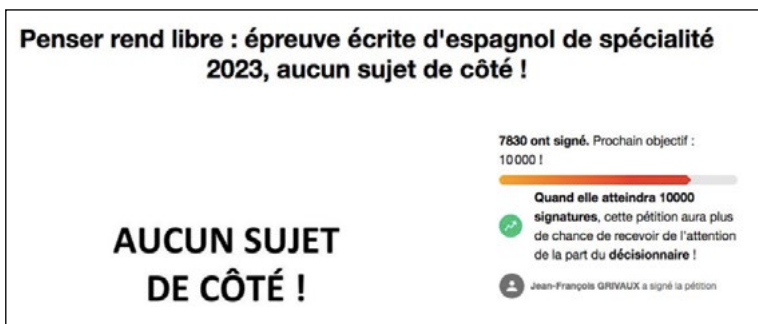 Penser rend libre : épreuve écrite d'espagnol de spécialité
2023, aucun sujet de côté !
7830 ont signé. Prochain objectif :
10 000 !
Quand elle atteindra 10000
signatures, cette pétition aura plus
de chance de recevoir de l'attention
de la part du décisionnaire !
Jean-François GRIVAUX a signé la pétition
AUCUN SUJET
DE CÔTÉ !